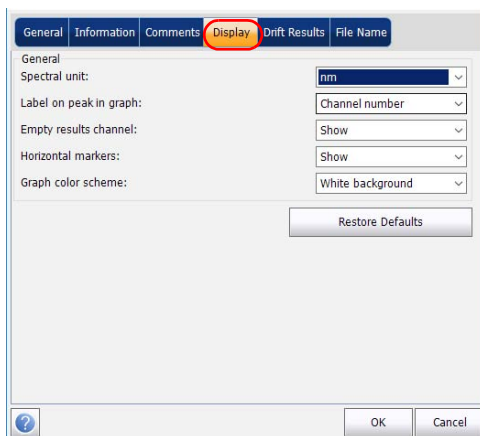 General Information Comments Display Drift Results File Name
General
Spectral unit: nm
Label on peak in graph: Channel number
Empty results channel: Show
Horizontal markers: Show
Graph color scheme: White background
Restore Defaults
? OK Cancel